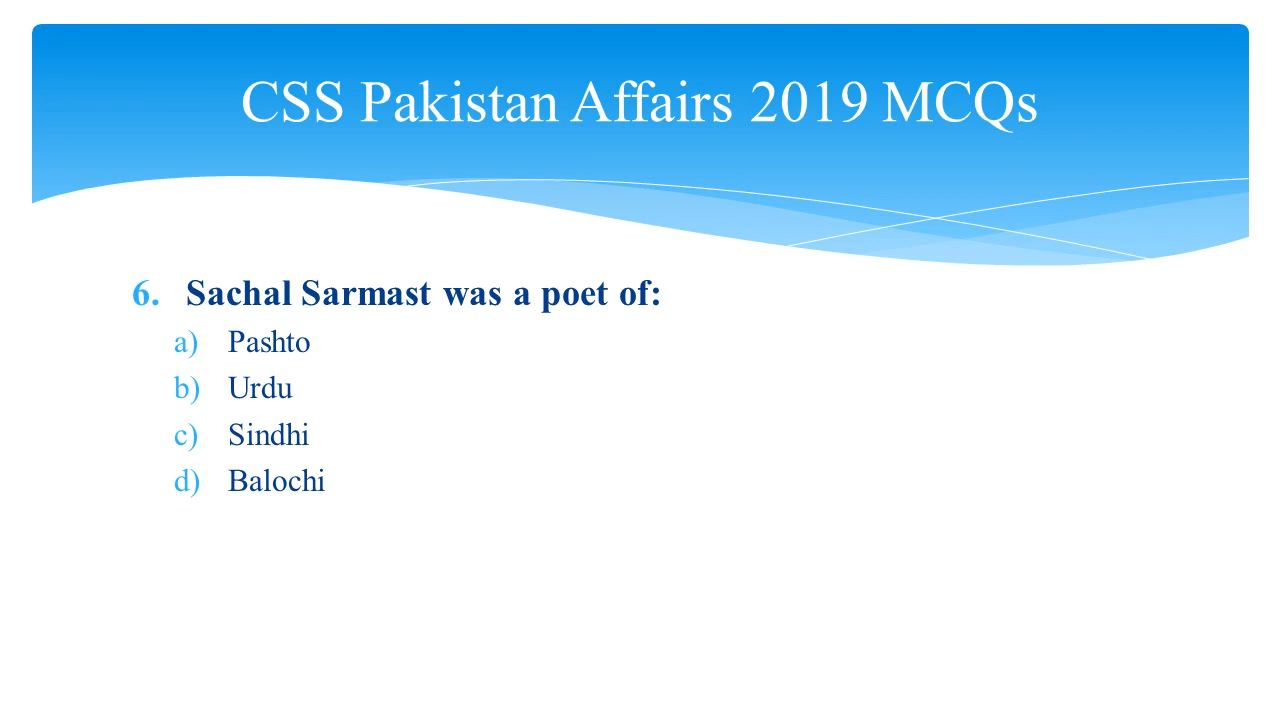 CSS Pakistan Affairs 2019 MCQs
6. Sachal Sarmast was a poet of:
a) Pashto
b) Urdu
c) Sindhi
d) Balochi